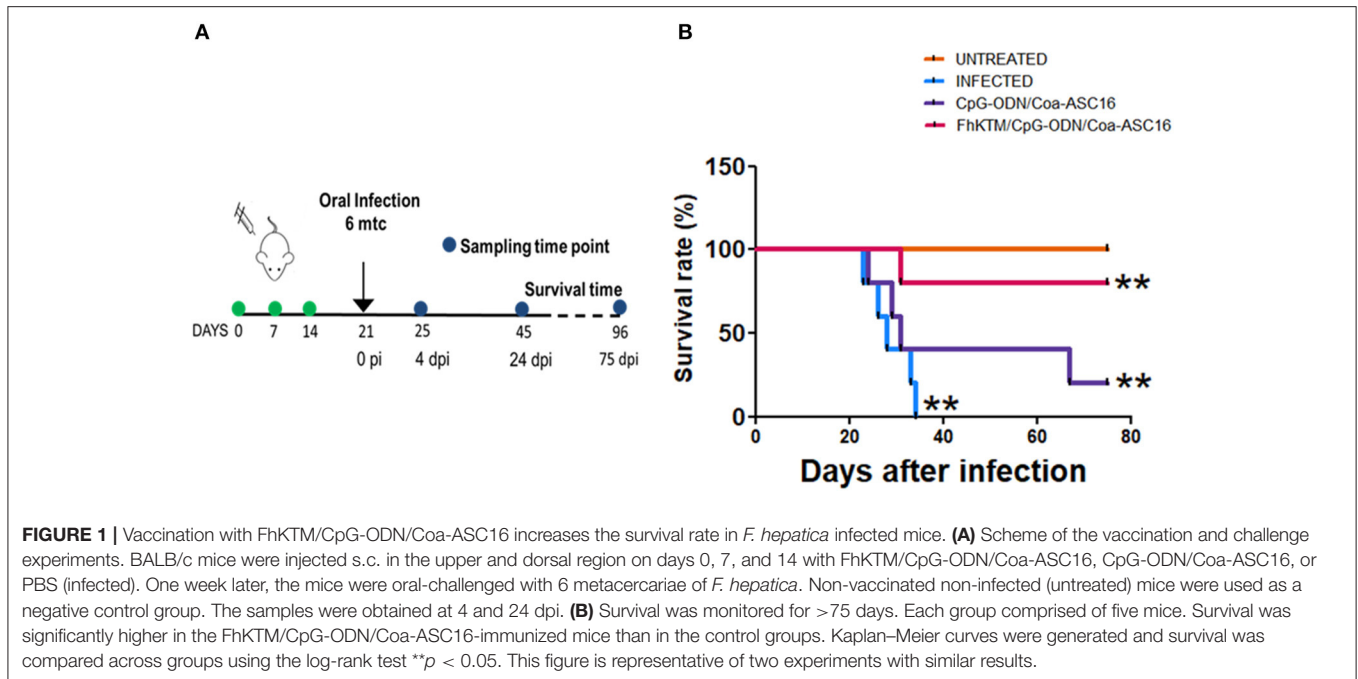 A
Oral Infection
6 mtc
Sampling time point
Survival time
DAYS 0 7 14 21 25 45 96
0 pi 4 dpi 24 dpi 75 dpi
B
UNTREATED
INFECTED
CpG-ODN/Coa-ASC16
FhKTM/CpG-ODN/Coa-ASC16
Survival rate (%)
150
100
50
0
**
**
**
0 20 40 60 80
Days after infection
FIGURE 1 | Vaccination with FhKTM/CpG-ODN/Coa-ASC16 increases the survival rate in F. hepatica infected mice. (A) Scheme of the vaccination and challenge
experiments. BALB/c mice were injected s.c. in the upper and dorsal region on days 0, 7, and 14 with FhKTM/CpG-ODN/Coa-ASC16, CpG-ODN/Coa-ASC16, or
PBS (infected). One week later, the mice were oral-challenged with 6 metacercariae of F. hepatica. Non-vaccinated non-infected (untreated) mice were used as a
negative control group. The samples were obtained at 4 and 24 dpi. (B) Survival was monitored for >75 days. Each group comprised of five mice. Survival was
significantly higher in the FhKTM/CpG-ODN/Coa-ASC16-immunized mice than in the control groups. Kaplan–Meier curves were generated and survival was
compared across groups using the log-rank test **p < 0.05. This figure is representative of two experiments with similar results.